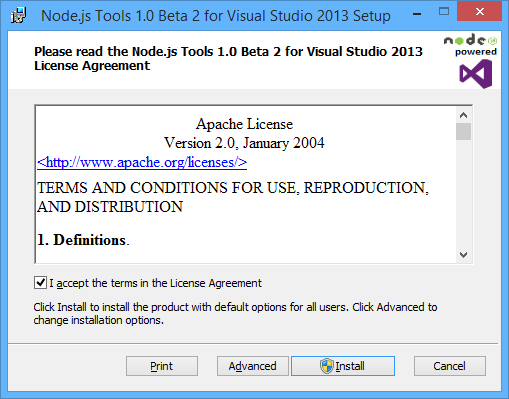 Node.js Tools 1.0 Beta 2 for Visual Studio 2013 Setup
Please read the Node.js Tools 1.0 Beta 2 for Visual Studio 2013
License Agreement
node
powered
Apache License
Version 2.0, January 2004
<http://www.apache.org/licenses/>
TERMS AND CONDITIONS FOR USE, REPRODUCTION,
AND DISTRIBUTION
1. Definitions.
I accept the terms in the License Agreement
Click Install to install the product with default options for all users. Click Advanced to
change installation options.
Print
Advanced
Install
Cancel